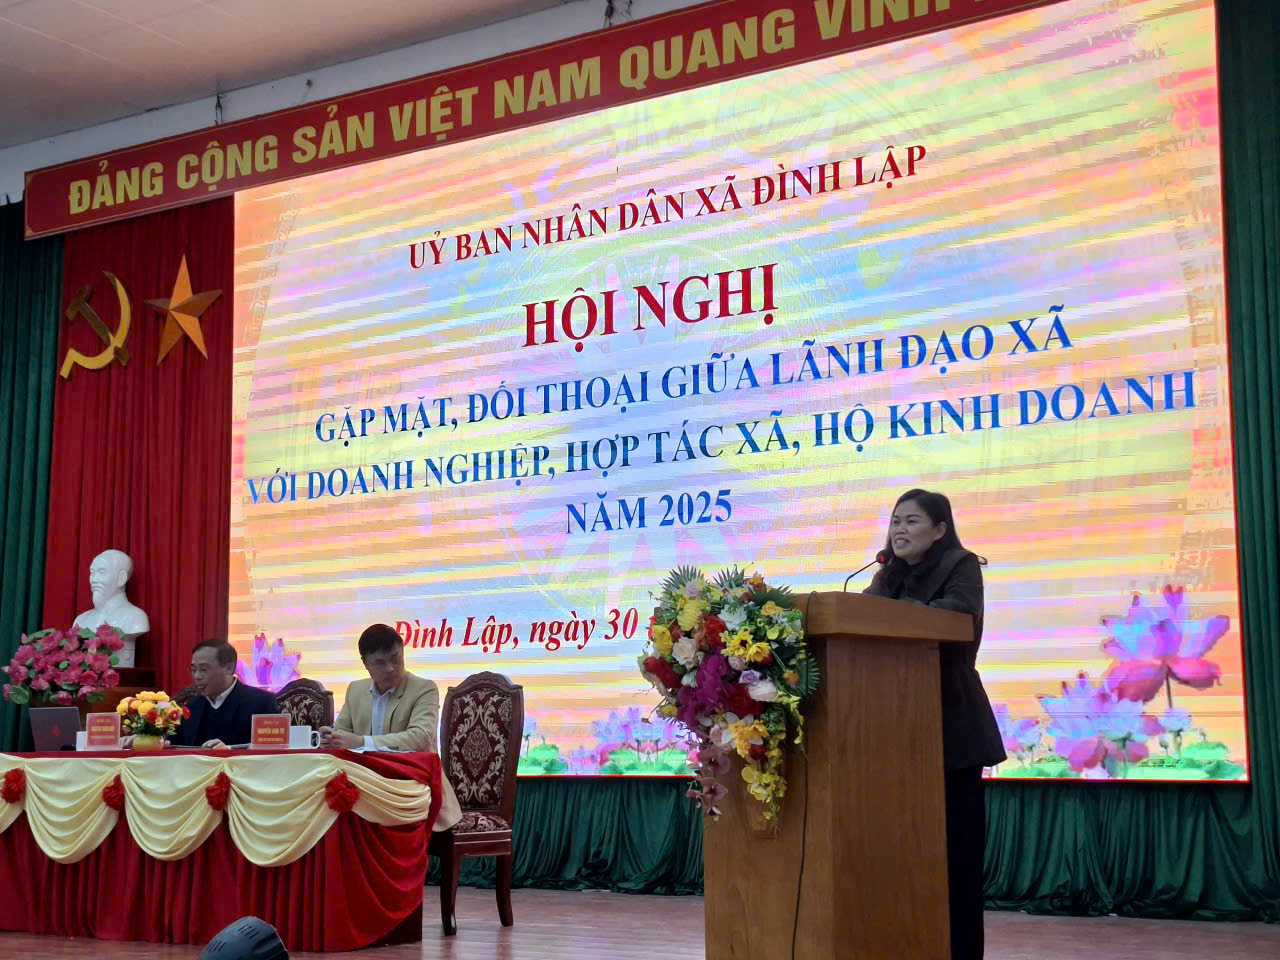 ĐẢNG CỘNG SẢN VIỆT NAM QUANG VINH
UỶ BAN NHÂN DÂN XÃ ĐÌNH LẬP
HỘI NGHỊ
GẶP MẶT, ĐỐI THOẠI GIỮA LÃNH ĐẠO XÃ
VỚI DOANH NGHIỆP, HỢP TÁC XÃ, HỘ KINH DOANH
NĂM 2025
Đình Lập, ngày 30